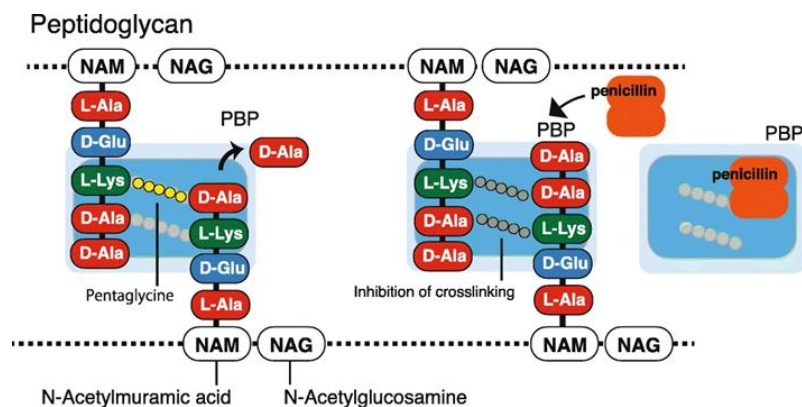 Peptidoglycan
NAM NAG NAM NAG
L-Ala L-Ala penicillin
PBP PBP PBP
D-Glu D-Ala D-Glu D-Ala
L-Lys D-Ala L-Lys D-Ala penicillin
D-Ala L-Lys D-Ala L-Lys
D-Ala D-Glu D-Ala D-Glu
Pentaglycine L-Ala Inhibition of crosslinking L-Ala
NAM NAG NAM NAG
N-Acetylmuramic acid N-Acetylglucosamine